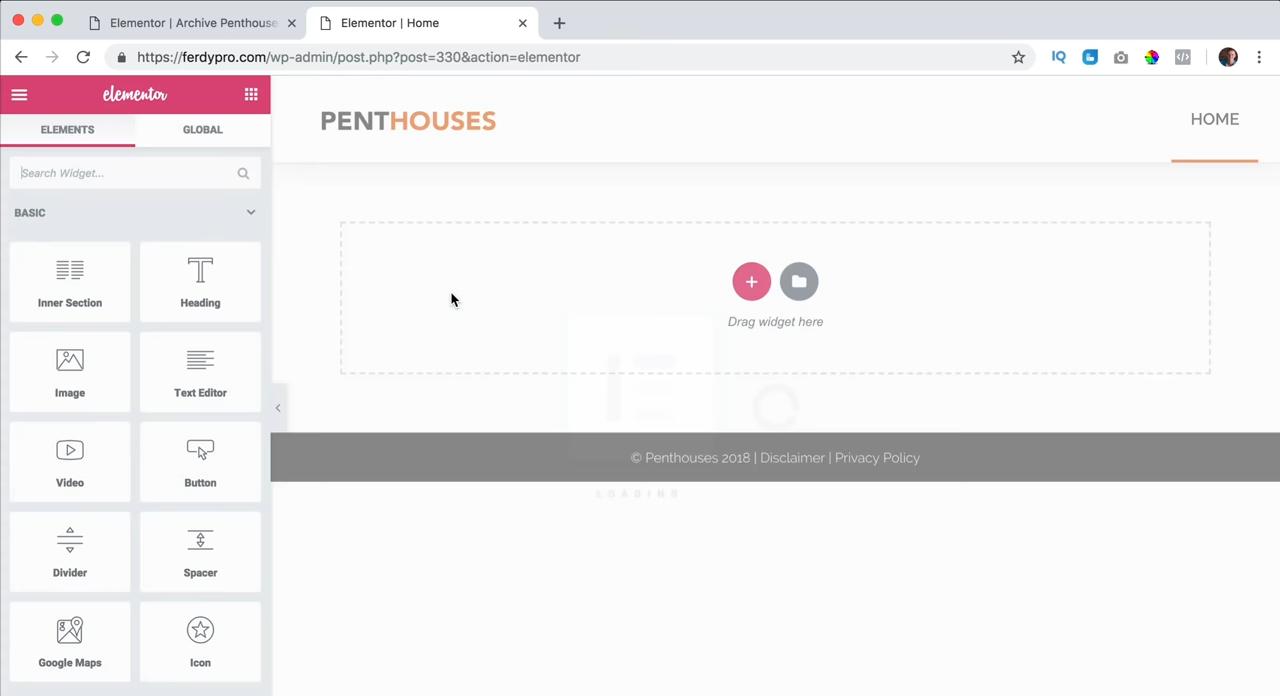 Elementor | Archive Penthouse
Elementor | Home
https://ferdypro.com/wp-admin/post.php?post=330&action=elementor
IQ
elementor
ELEMENTS
GLOBAL
Search Widget...
BASIC
Inner Section
Heading
Image
Text Editor
Video
Button
Divider
Spacer
Google Maps
Icon
PENTHOUSES
HOME
Drag widget here
© Penthouses 2018 | Disclaimer | Privacy Policy
LOADING